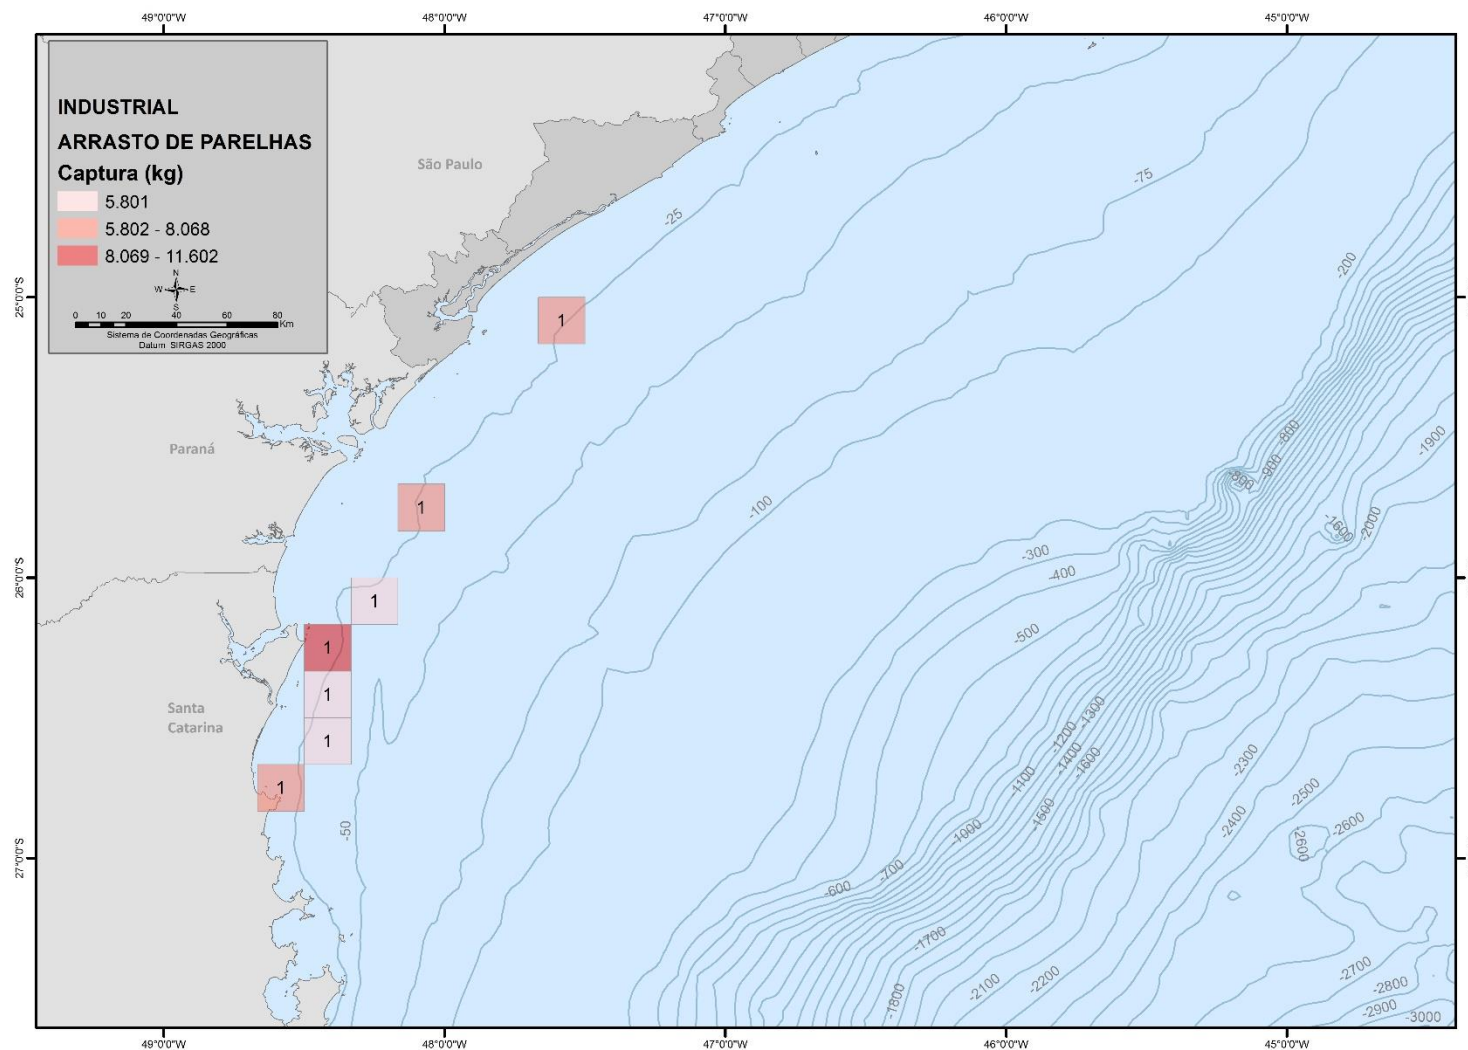 49°0'0"W 48°0'0"W 47°0'0"W 46°0'0"W 45°0'0"W
INDUSTRIAL
ARRASTO DE PARELHAS
Captura (kg)
5.801
5.802 - 8.068
8.069 - 11.602
N
W E
S
0 10 20 40 60 80
Km
Sistema de Coordenadas Geográficas
Datum SIRGAS 2000
São Paulo
Paraná
Santa
Catarina
25°0'0"S
26°0'0"S
27°0'0"S
1
1
1
1
1
1
1
-25
-75
-200
-100
-50
-800
-900
-800
-1900
-1600
-2000
-300
-400
-500
-1300
-1200
-1400
-1600
-1100
-1500
-1000
-700
-600
-2300
-2500
-2400
-2600
-2600
-1700
-1800
-2100
-2200
-2700
-2800
-2900
-3000
49°0'0"W 48°0'0"W 47°0'0"W 46°0'0"W 45°0'0"W